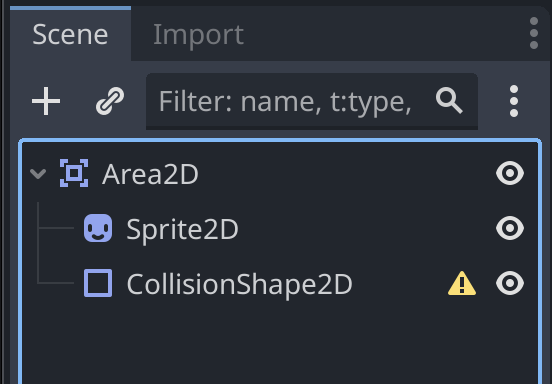 Scene Import
Filter: name, t:type,
Area2D
Sprite2D
CollisionShape2D